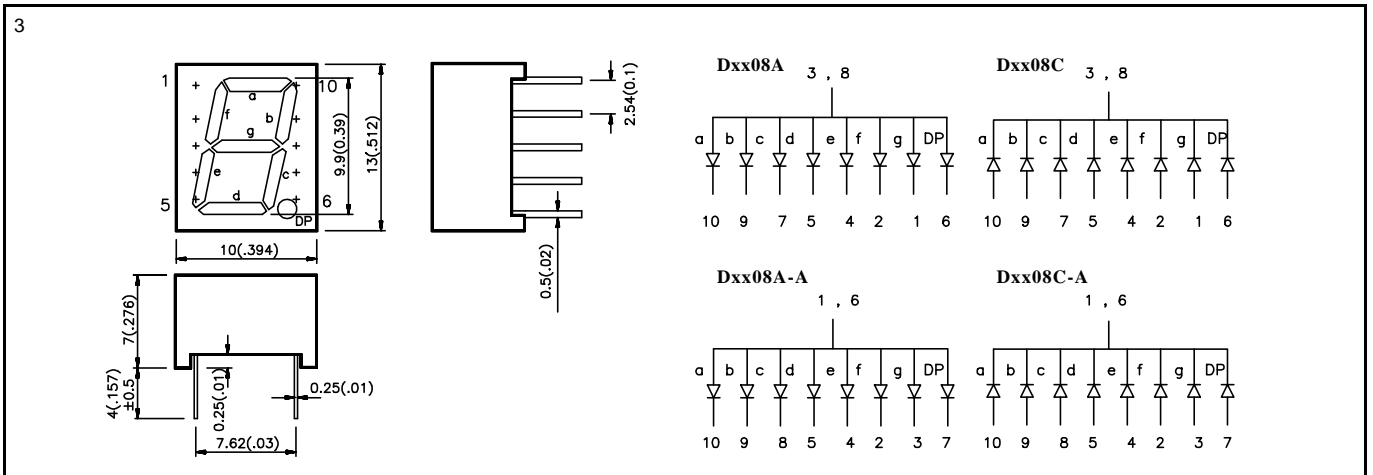 3
1
10
a
f
b
g
e
c
d
5
6
DP
9.9(0.39)
13(.512)
10(.394)
2.54(0.1)
0.5(.02)
7(.276)
4(.157)
±0.5
0.25(.01)
0.25(.01)
7.62(.03)
Dxx08A
3 , 8
a b c d e f g DP
10 9 7 5 4 2 1 6
Dxx08C
3 , 8
a b c d e f g DP
10 9 7 5 4 2 1 6
Dxx08A-A
1 , 6
a b c d e f g DP
10 9 8 5 4 2 3 7
Dxx08C-A
1 , 6
a b c d e f g DP
10 9 8 5 4 2 3 7